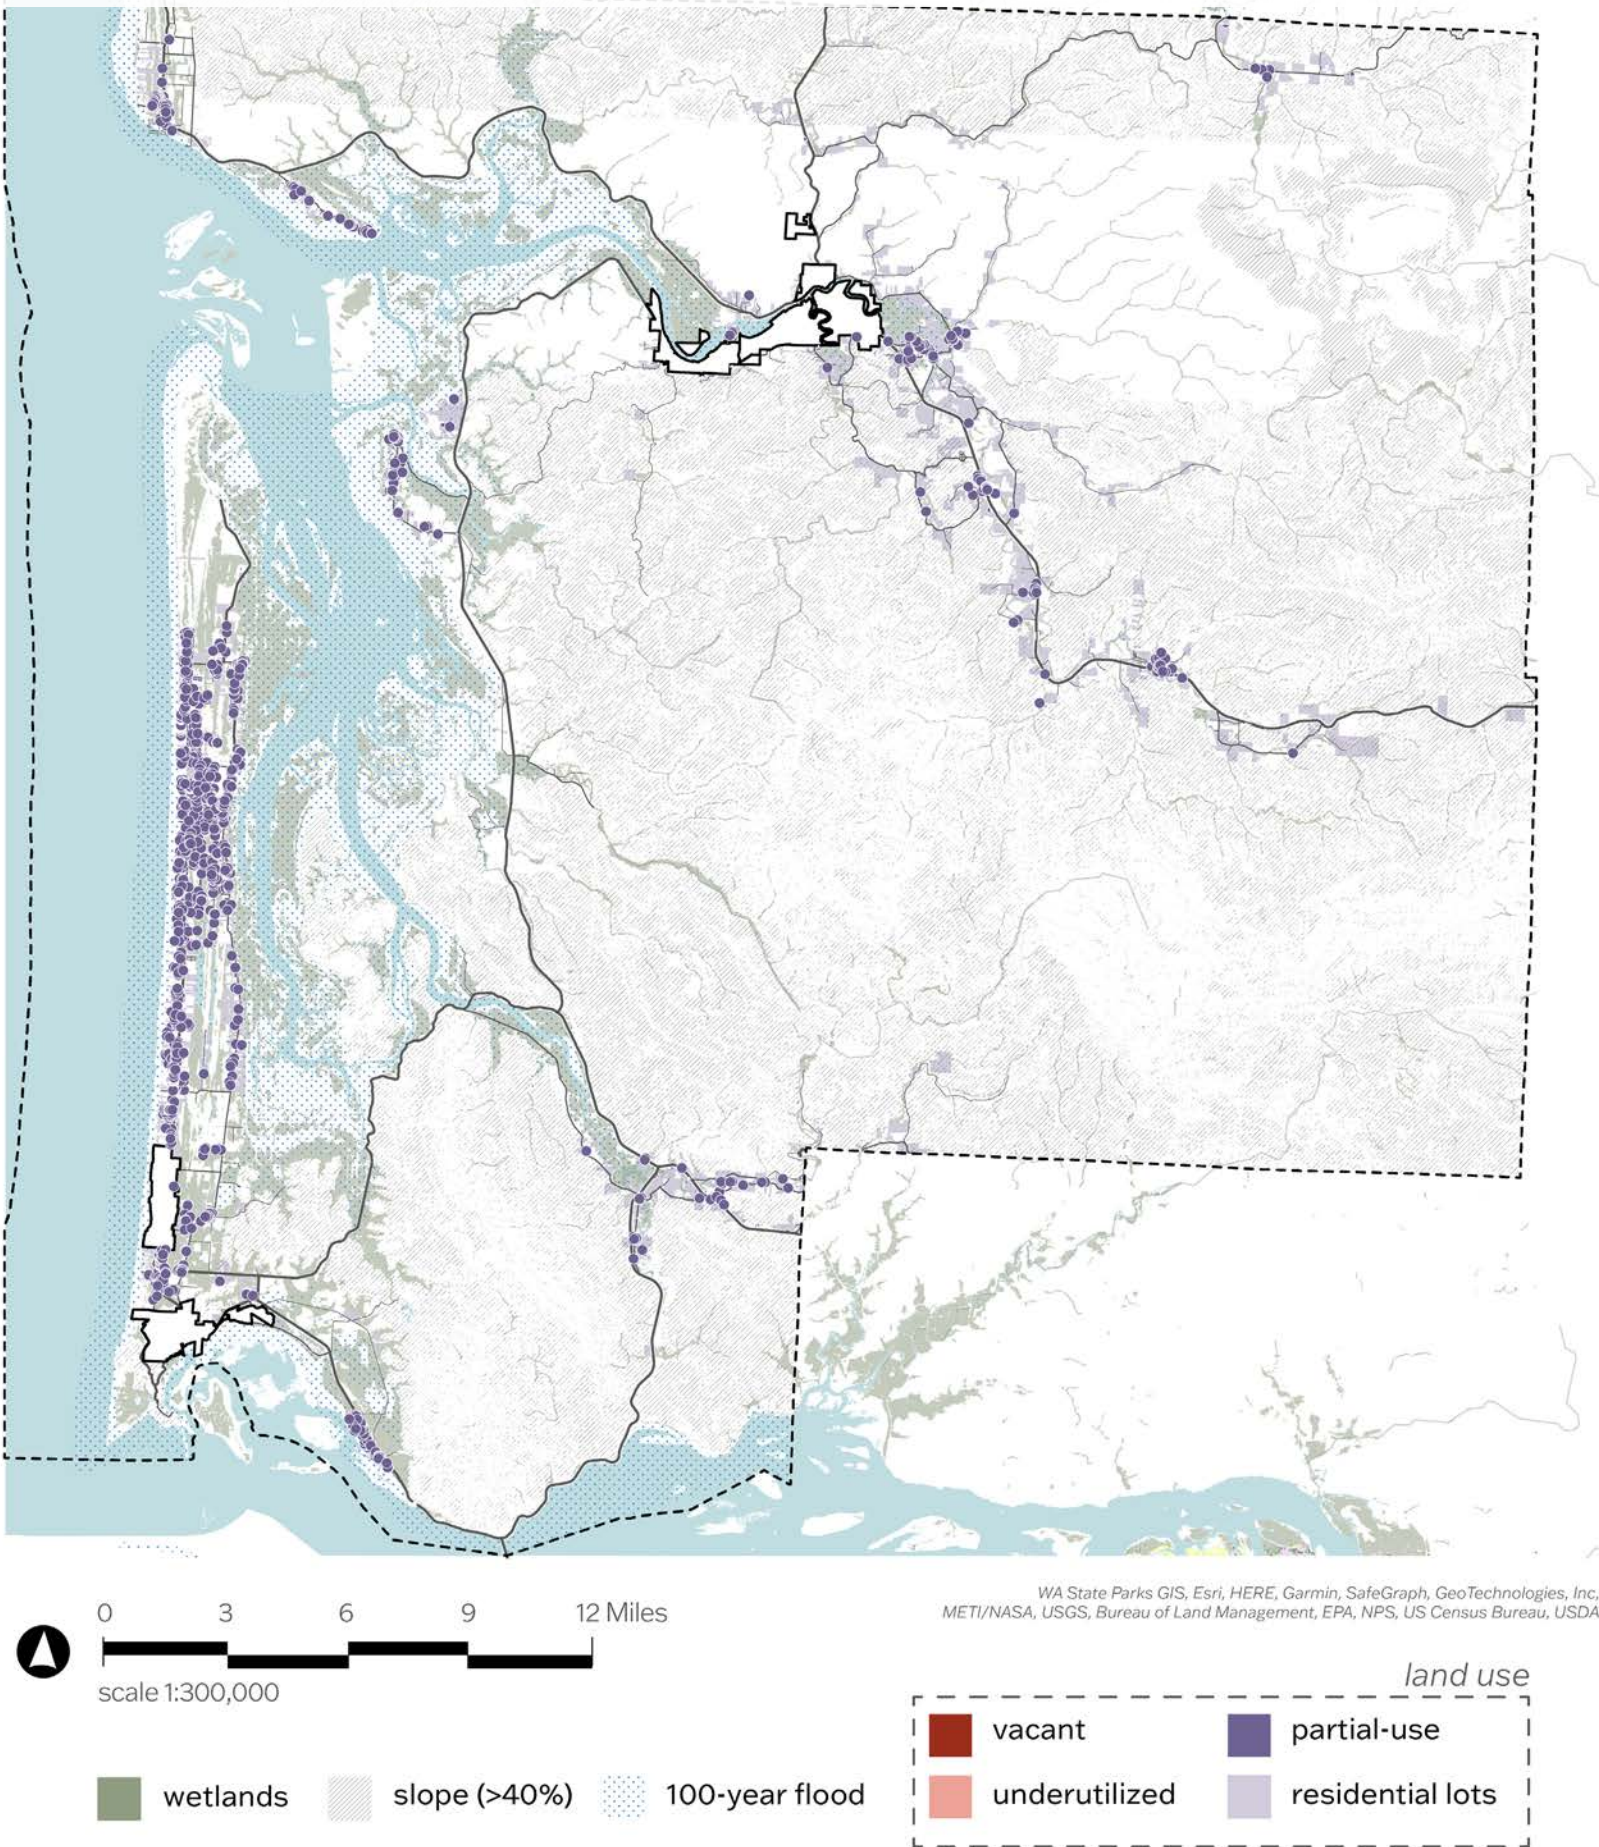 WA State Parks GIS, Esri, HERE, Garmin, SafeGraph, GeoTechnologies, Inc,
METI/NASA, USGS, Bureau of Land Management, EPA, NPS, US Census Bureau, USDA
0 3 6 9 12 Miles
scale 1:300,000
land use
vacant
partial-use
wetlands
slope (>40%)
100-year flood
underutilized
residential lots